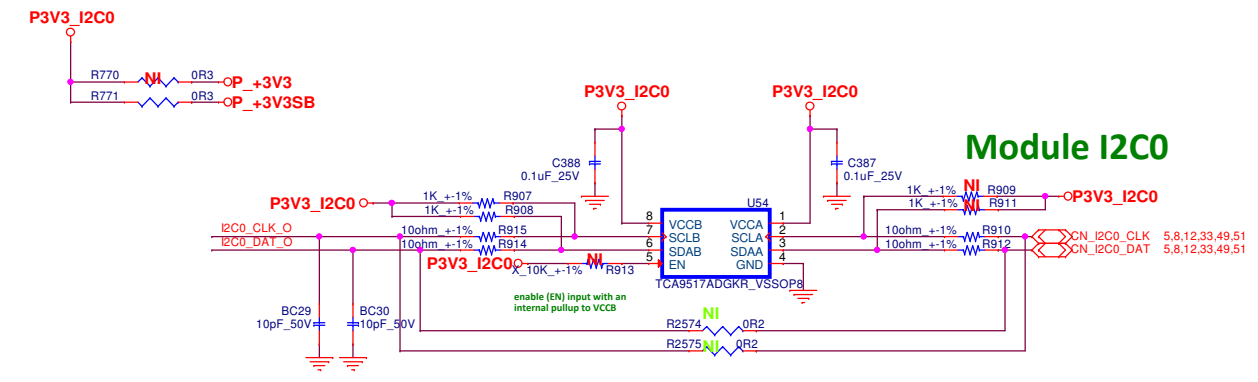 P3V3_I2C0
R770 NI 0R3 P_+3V3
R771 0R3 P_+3V3SB
P3V3_I2C0 P3V3_I2C0
Module I2C0
C388 C387
0.1uF_25V 0.1uF_25V
1K_+-1% R907 1K_+-1% NI R909
P3V3_I2C0 P3V3_I2C0
1K_+-1% R908 1K_+-1% NI R911
U54
8 VCCB VCCA 1
I2C0_CLK_O 10ohm_+-1% R915 7 SCLB SCLA 2 10ohm_+-1% R910 CN_I2C0_CLK 5,8,12,33,49,51
I2C0_DAT_O 10ohm_+-1% R914 6 SDAB SDAA 3 10ohm_+-1% R912 CN_I2C0_DAT 5,8,12,33,49,51
P3V3_I2C0 X_10K_+-1% NI R913 5 EN GND 4
TCA9517ADGKR_VSSOP8
enable (EN) input with an
internal pullup to VCCB
BC29 BC30
10pF_50V 10pF_50V
NI
R2574 0R2
R2575 NI 0R2